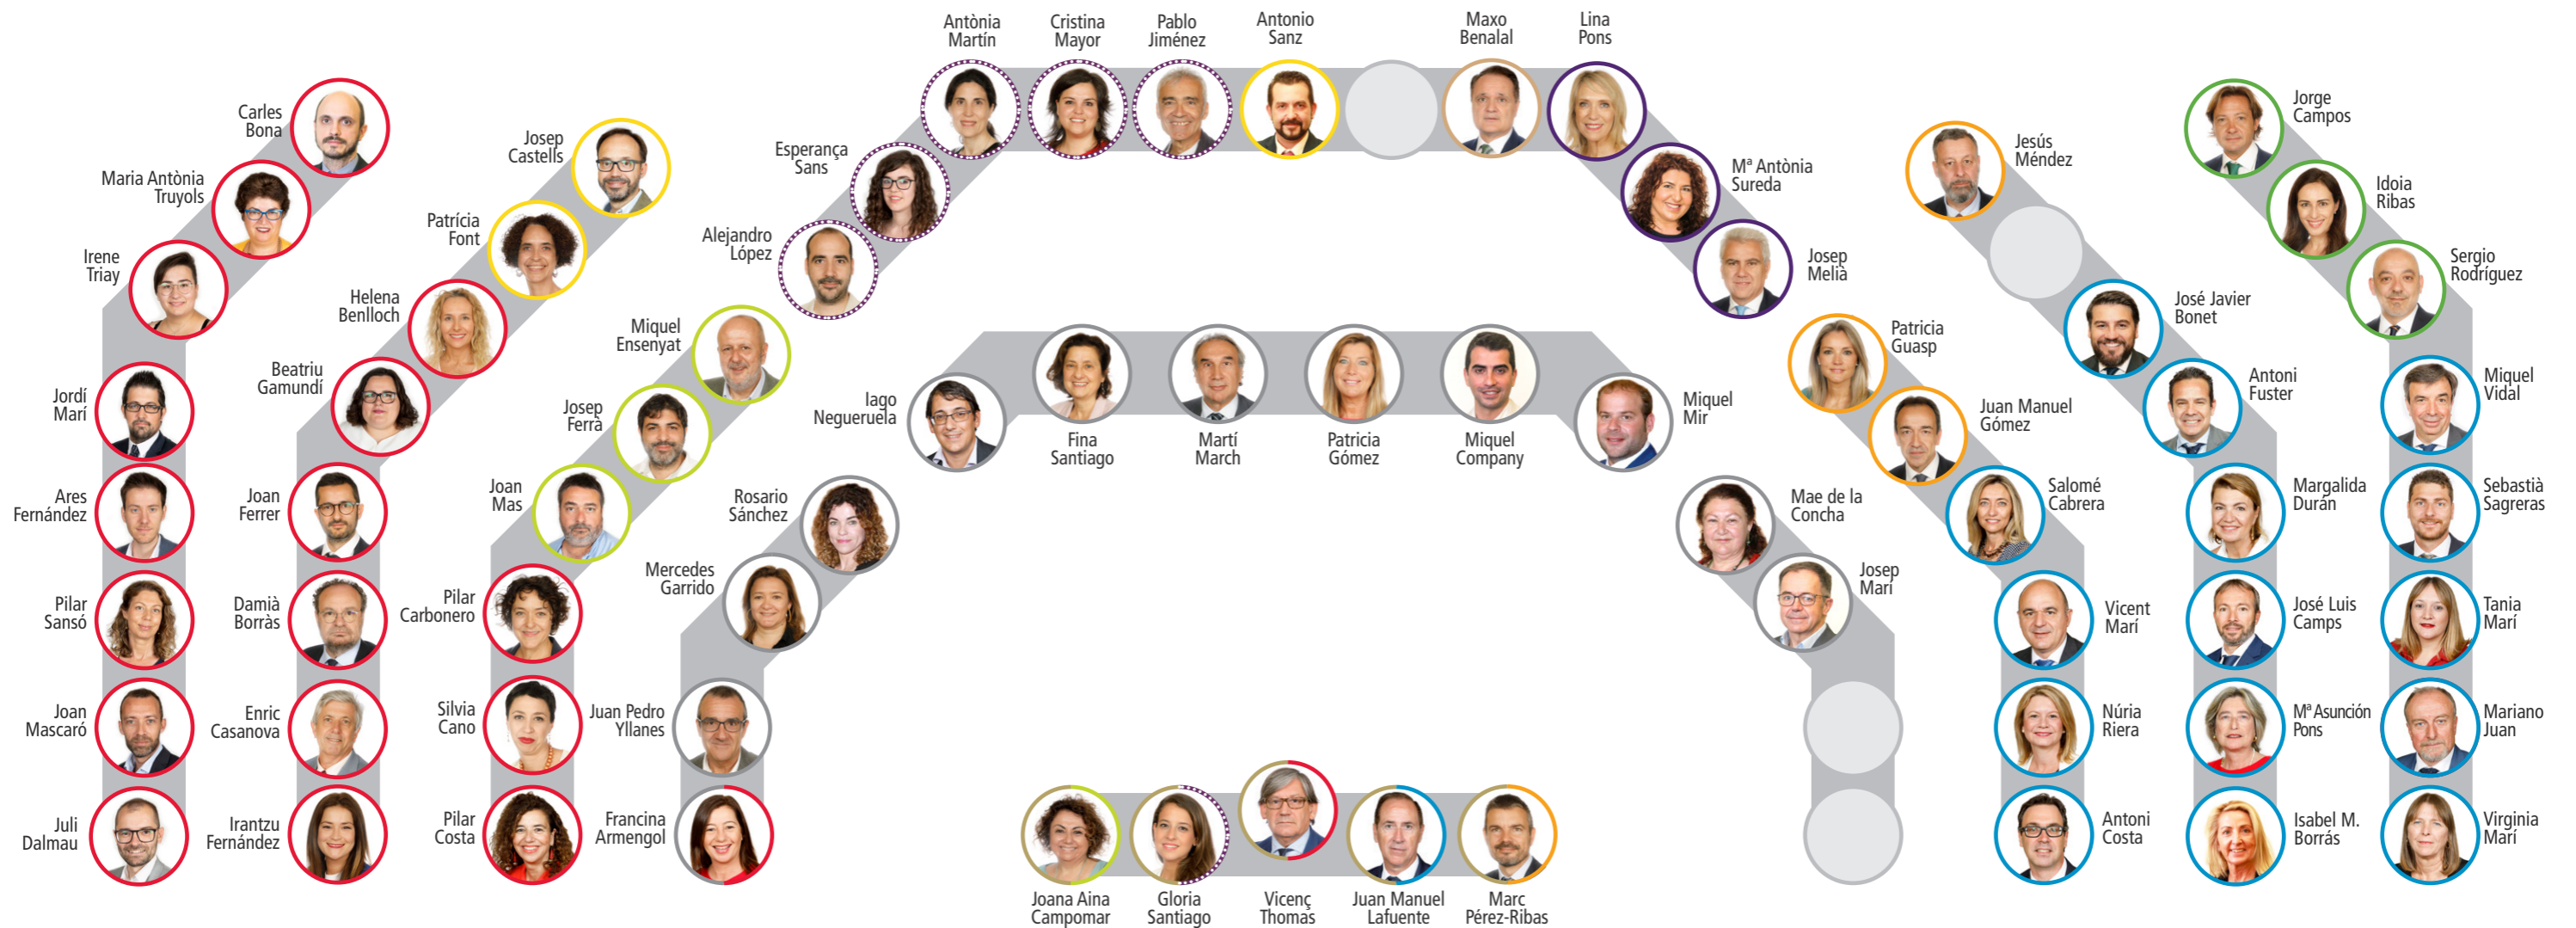 Carles
Bona
Maria Antònia
Truyols
Irene
Triay
Jordí
Marí
Ares
Fernández
Pilar
Sansó
Joan
Mascaró
Juli
Dalmau
Josep
Castells
Patrícia
Font
Helena
Benlloch
Beatriu
Gamundí
Joan
Ferrer
Damià
Borràs
Enric
Casanova
Irantzu
Fernández
Miquel
Ensenyat
Josep
Ferrà
Joan
Mas
Pilar
Carbonero
Silvia
Cano
Pilar
Costa
Antònia
Martín
Cristina
Mayor
Pablo
Jiménez
Antonio
Sanz
Maxo
Benalal
Lina
Pons
Esperança
Sans
Alejandro
López
Mª Antònia
Sureda
Josep
Melià
Iago
Negueruela
Fina
Santiago
Martí
March
Patricia
Gómez
Miquel
Company
Miquel
Mir
Rosario
Sánchez
Mercedes
Garrido
Juan Pedro
Yllanes
Francina
Armengol
Mae de la
Concha
Josep
Marí
Joana Aina
Campomar
Gloria
Santiago
Vicenç
Thomas
Juan Manuel
Lafuente
Marc
Pérez-Ribas
Patricia
Guasp
Juan Manuel
Gómez
Salomé
Cabrera
Vicent
Marí
Núria
Riera
Antoni
Costa
Jesús
Méndez
José Javier
Bonet
Antoni
Fuster
Margalida
Durán
José Luis
Camps
Mª Asunción
Pons
Isabel M.
Borrás
Jorge
Campos
Idoia
Ribas
Sergio
Rodríguez
Miquel
Vidal
Sebastià
Sagreras
Tania
Marí
Mariano
Juan
Virginia
Marí